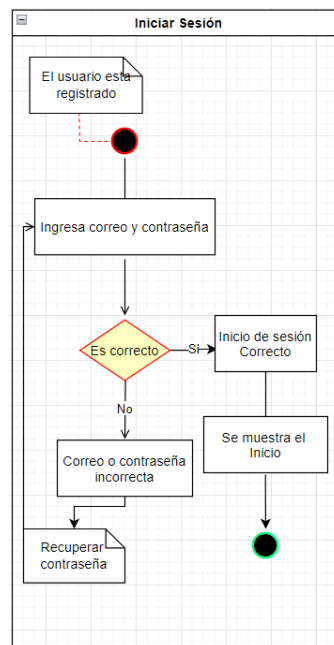 Iniciar Sesión
El usuario esta
registrado
Ingresa correo y contraseña
Es correcto
Si
Inicio de sesión
Correcto
No
Se muestra el
Inicio
Correo o contraseña
incorrecta
Recuperar
contraseña